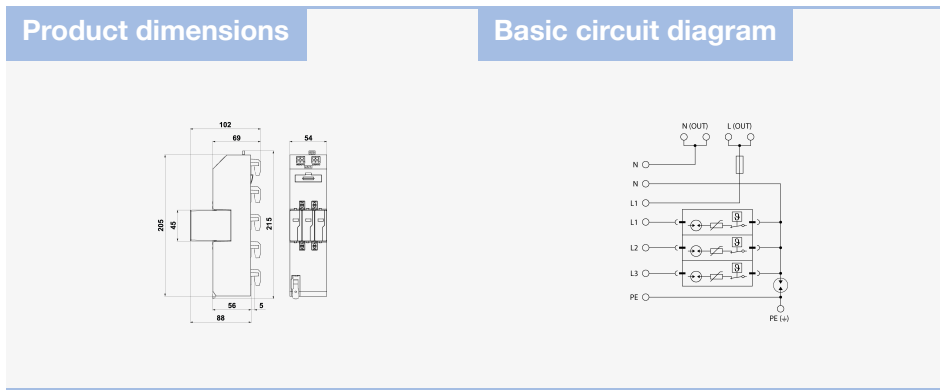 Product dimensions
Basic circuit diagram
102
69
54
205
45
215
56
5
88
N (OUT)
L (OUT)
N
N
L1
L1
L2
L3
PE
PE (⏚)